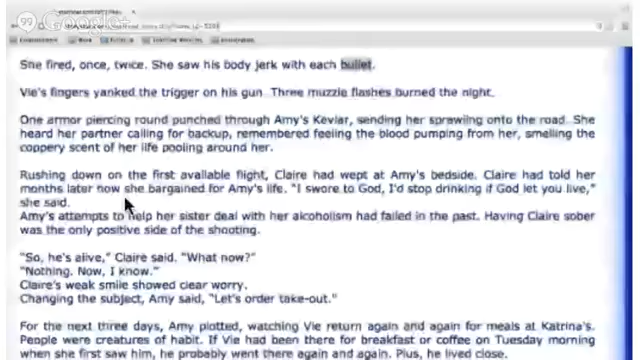 Google+
She fired, once, twice. She saw his body jerk with each bullet.
Vie's fingers yanked the trigger on his gun. Three muzzle flashes burned the night.
One armor piercing round punched through Amy's Kevlar, sending her sprawling onto the road. She
heard her partner calling for backup, remembered feeling the blood pumping from her, smelling the
coppery scent of her life pooling around her.
Rushing down on the first available flight, Claire had wept at Amy's bedside. Claire had told her
months later now she bargained for Amy's life. "I swore to God, I'd stop drinking if God let you live,"
she said.
Amy's attempts to help her sister deal with her alcoholism had failed in the past. Having Claire sober
was the only positive side of the shooting.
"So, he's alive," Claire said. "What now?"
"Nothing. Now, I know."
Claire's weak smile showed clear worry.
Changing the subject, Amy said, "Let's order take-out."
For the next three days, Amy plotted, watching Vie return again and again for meals at Katrina's.
People were creatures of habit. If Vie had been there for breakfast or coffee on Tuesday morning
when she first saw him, he probably went there again and again. Plus, he lived close.